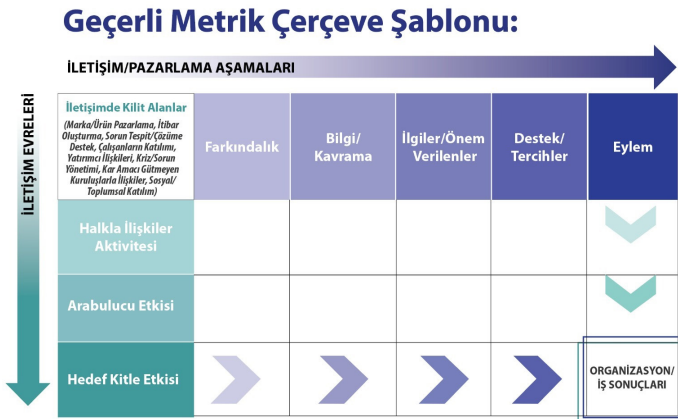 Geçerli Metrik Çerçeve Şablonu:
İLETİŞİM/PAZARLAMA AŞAMALARI
İLETİŞİM EVRELERİ
İletişimde Kilit Alanlar
(Marka/Ürün Pazarlama, İtibar
Oluşturma, Sorun Tespit/Çözüme
Destek, Çalışanların Katılımı,
Yatırımcı İlişkileri, Kriz/Sorun
Yönetimi, Kar Amacı Gütmeyen
Kuruluşlarla İlişkiler, Sosyal/
Toplumsal Katılım)
Farkındalık
Bilgi/
Kavrama
İlgiler/Önem
Verilenler
Destek/
Tercihler
Eylem
Halkla İlişkiler
Aktivitesi
Arabulucu Etkisi
Hedef Kitle Etkisi
ORGANİZASYON/
İŞ SONUÇLARI